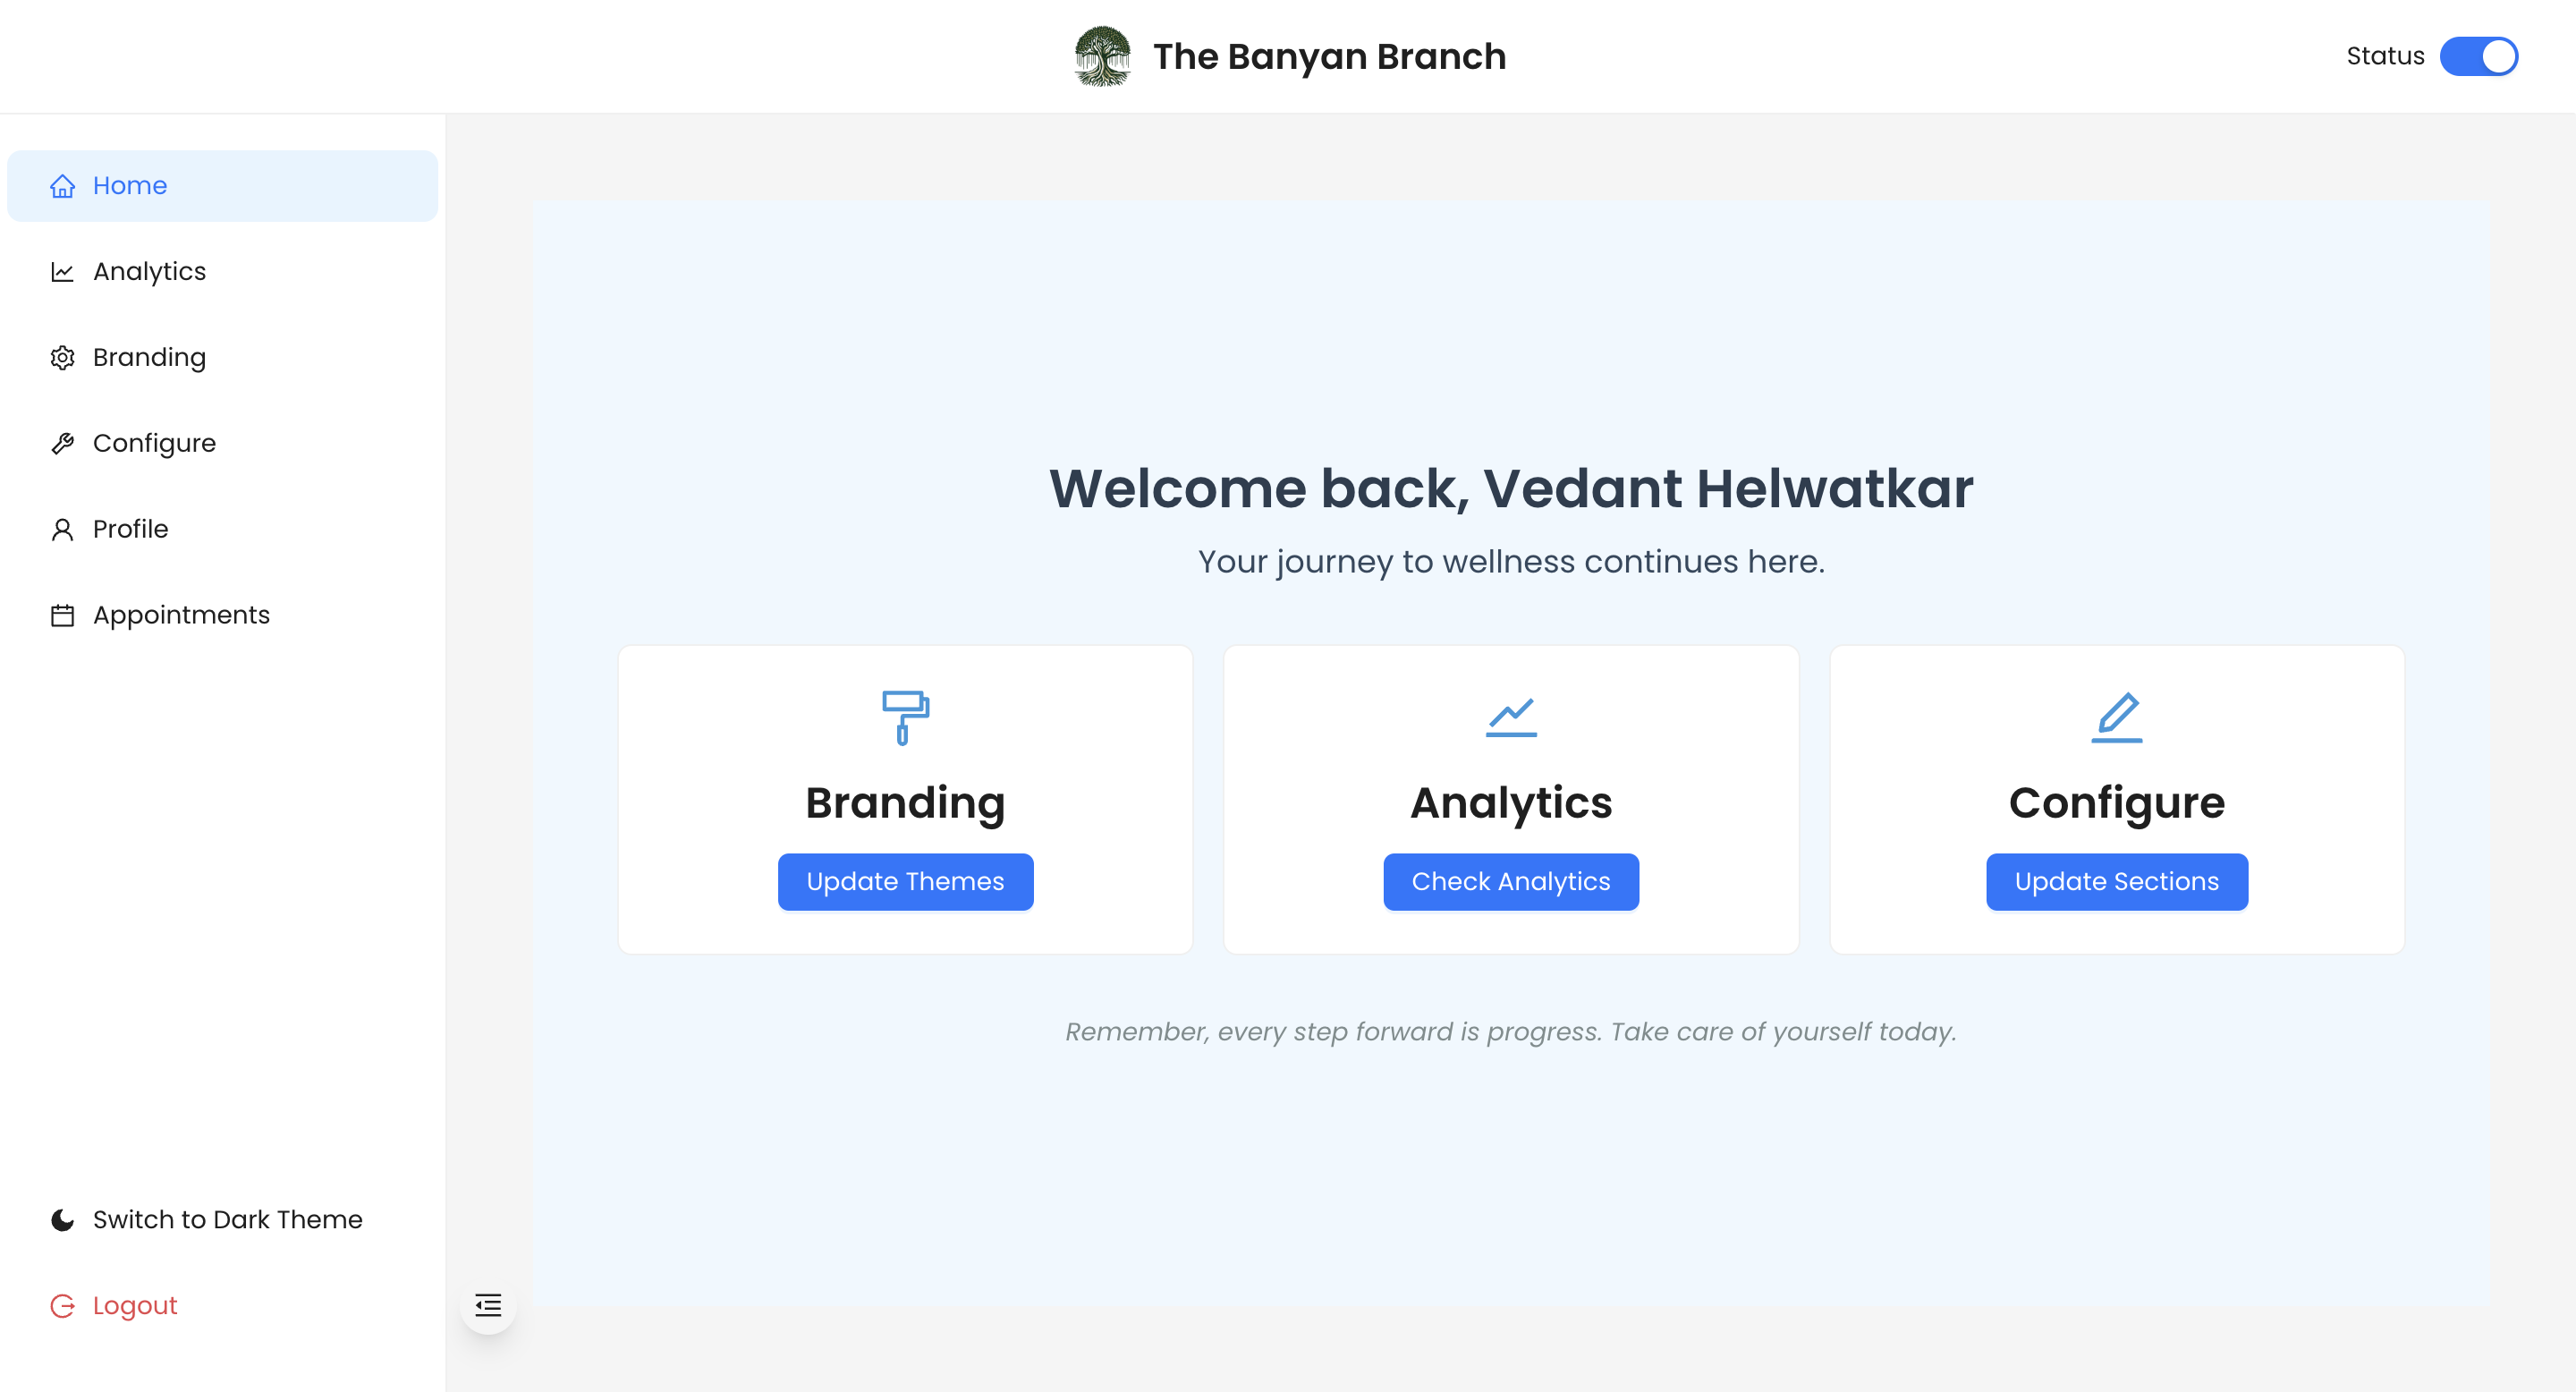 The Banyan Branch
Status
Home
Analytics
Branding
Configure
Profile
Appointments
Switch to Dark Theme
Logout
Welcome back, Vedant Helwatkar
Your journey to wellness continues here.
Branding
Update Themes
Analytics
Check Analytics
Configure
Update Sections
Remember, every step forward is progress. Take care of yourself today.